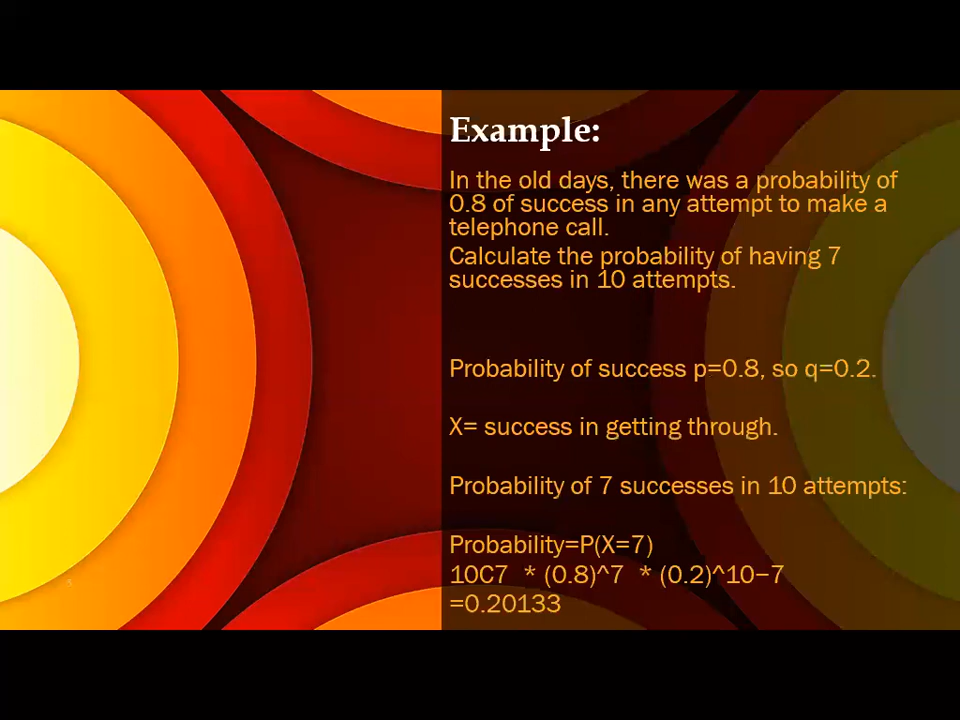 Example:
In the old days, there was a probability of
0.8 of success in any attempt to make a
telephone call.
Calculate the probability of having 7
successes in 10 attempts.
Probability of success p=0.8, so q=0.2.
X= success in getting through.
Probability of 7 successes in 10 attempts:
Probability=P(X=7)
10C7 * (0.8)^7 * (0.2)^10−7
=0.20133